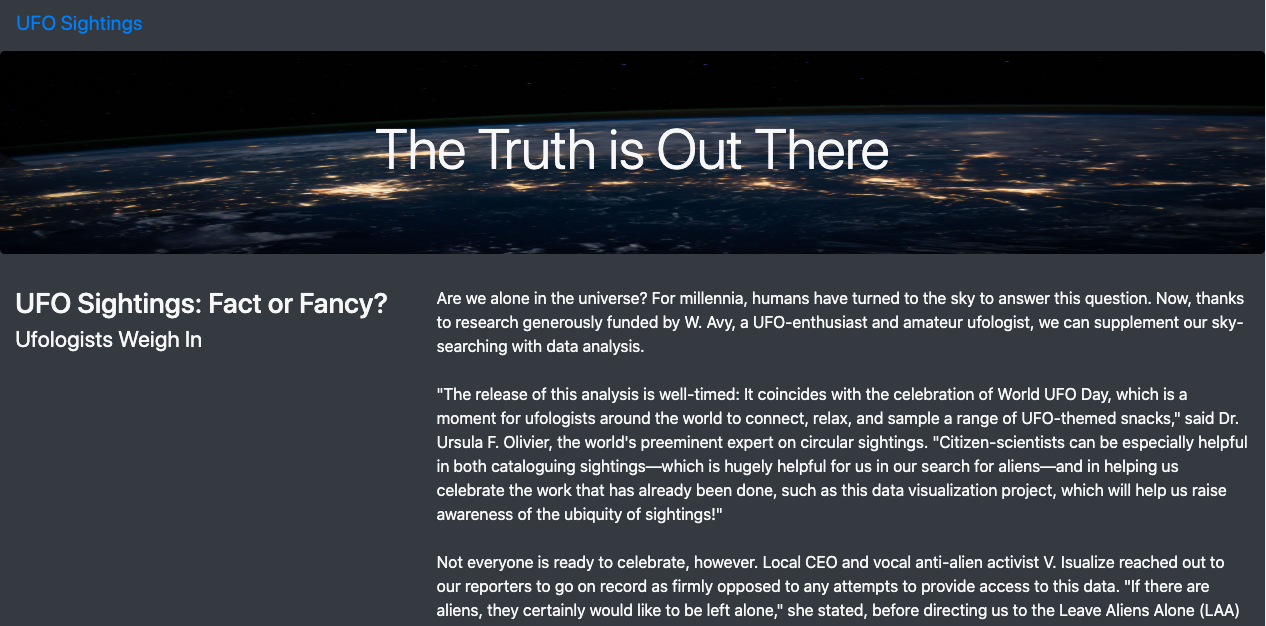 UFO Sightings
The Truth is Out There
UFO Sightings: Fact or Fancy?
Ufologists Weigh In
Are we alone in the universe? For millennia, humans have turned to the sky to answer this question. Now, thanks
to research generously funded by W. Avy, a UFO-enthusiast and amateur ufologist, we can supplement our sky-
searching with data analysis.
"The release of this analysis is well-timed: It coincides with the celebration of World UFO Day, which is a
moment for ufologists around the world to connect, relax, and sample a range of UFO-themed snacks," said Dr.
Ursula F. Olivier, the world's preeminent expert on circular sightings. "Citizen-scientists can be especially helpful
in both cataloguing sightings—which is hugely helpful for us in our search for aliens—and in helping us
celebrate the work that has already been done, such as this data visualization project, which will help us raise
awareness of the ubiquity of sightings!"
Not everyone is ready to celebrate, however. Local CEO and vocal anti-alien activist V. Isualize reached out to
our reporters to go on record as firmly opposed to any attempts to provide access to this data. "If there are
aliens, they certainly would like to be left alone," she stated, before directing us to the Leave Aliens Alone (LAA)